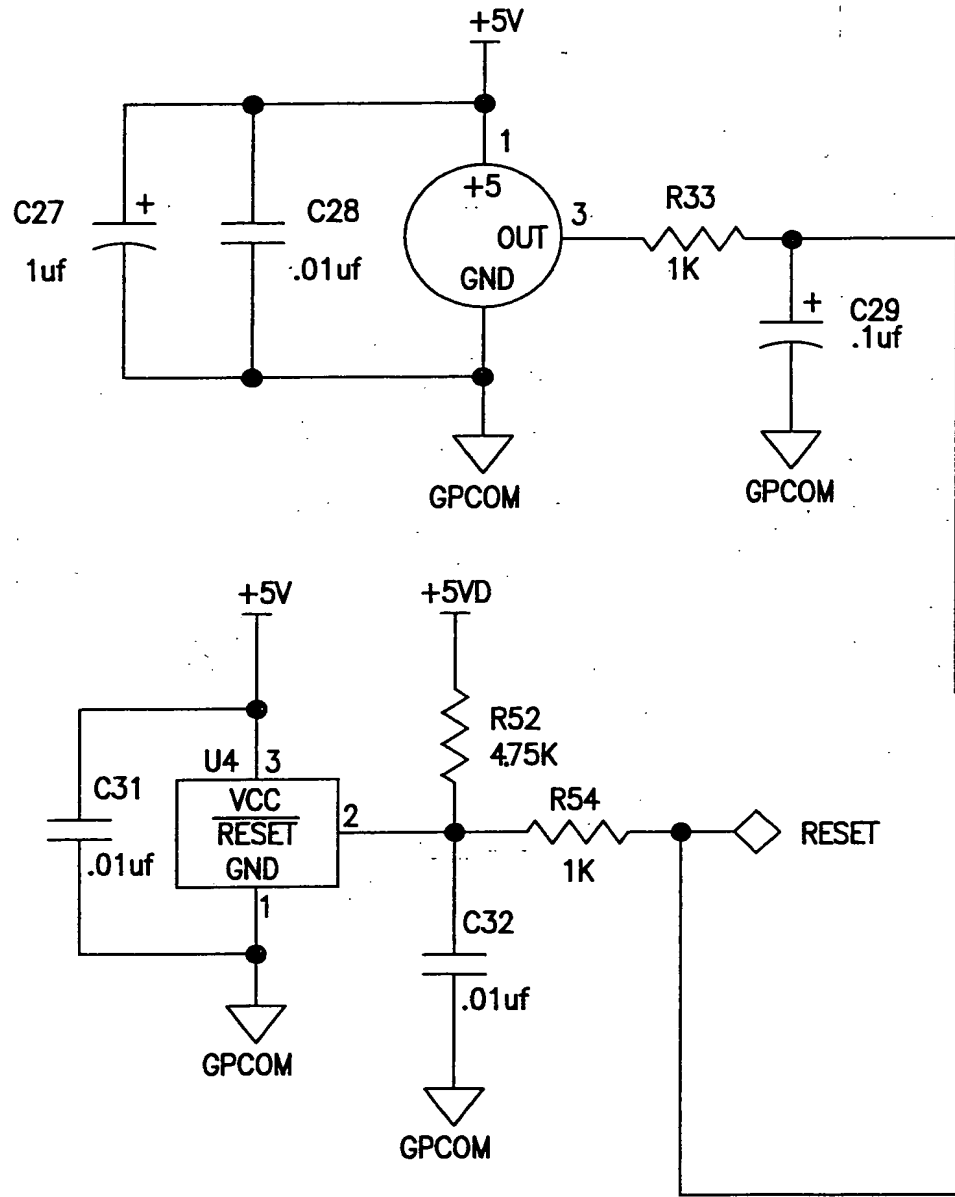 +5V
1
+5
C27
+
C28
3
R33
OUT
1uf
.01uf
GND
1K
+
C29
.1uf
GPCOM
GPCOM
+5V
+5VD
R52
4.75K
U4
3
C31
VCC
RESET
2
R54
RESET
.01uf
GND
1K
1
C32
.01uf
GPCOM
GPCOM